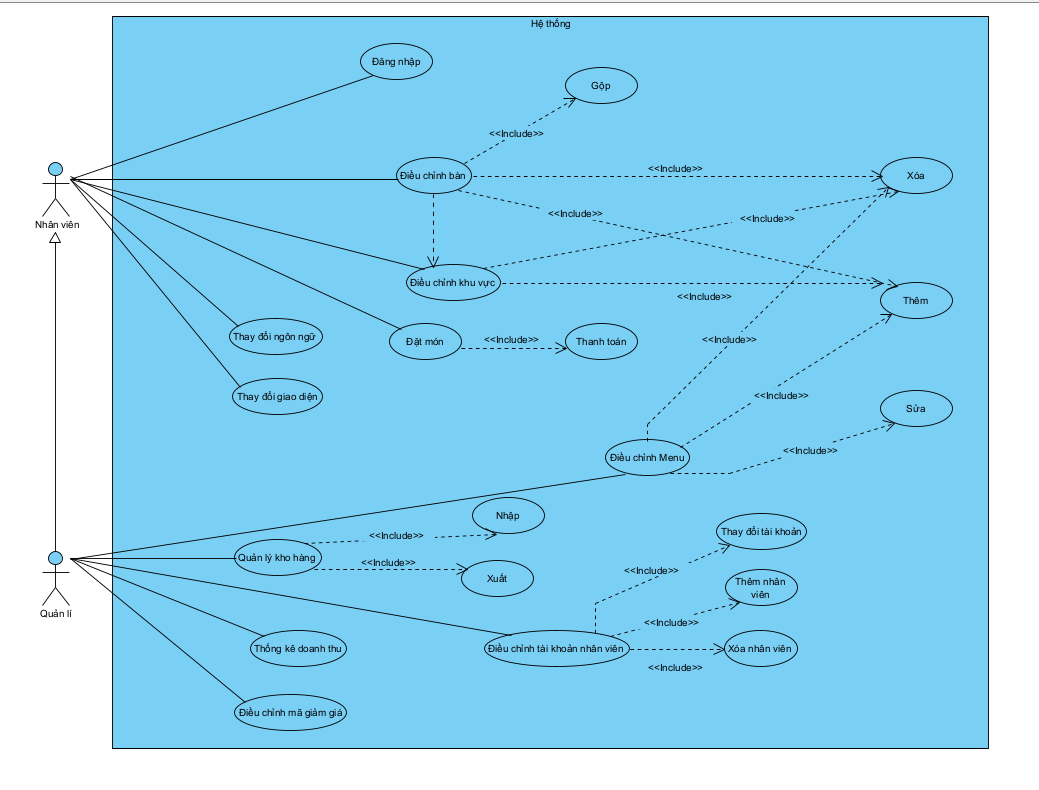 Hệ thống
Đăng nhập
Gộp
<<Include>>
Điều chỉnh bàn
<<Include>>
Xóa
<<Include>>
<<Include>>
Nhân viên
Điều chỉnh khu vực
<<Include>>
Thêm
Thay đổi ngôn ngữ
Đặt món
<<Include>>
Thanh toán
<<Include>>
Thay đổi giao diện
<<Include>>
Sửa
Điều chỉnh Menu
<<Include>>
Nhập
<<Include>>
Thay đổi tài khoản
Quản lý kho hàng
<<Include>>
Xuất
<<Include>>
Thêm nhân
viên
Quản lí
<<Include>>
Thống kê doanh thu
Điều chỉnh tài khoản nhân viên
Xóa nhân viên
<<Include>>
Điều chỉnh mã giảm giá